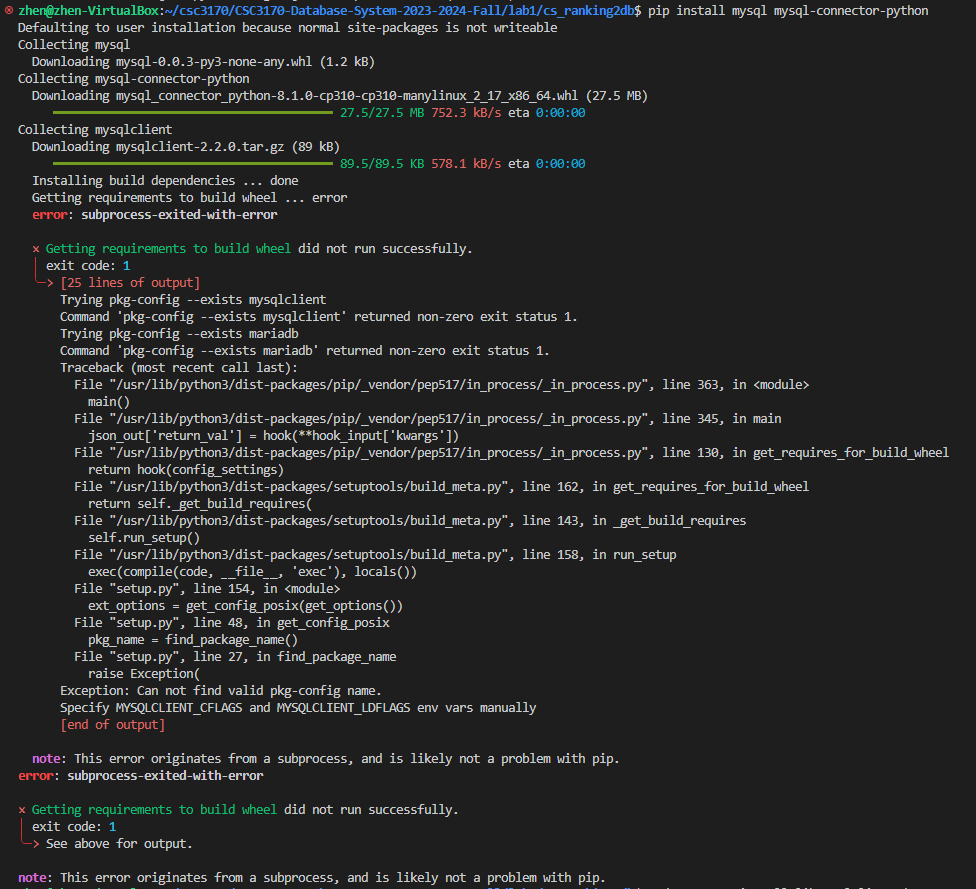 zhen@zhen-VirtualBox:~/csc3170/CSC3170-Database-System-2023-2024-Fall/lab1/cs_ranking2db$ pip install mysql mysql-connector-python
Defaulting to user installation because normal site-packages is not writeable
Collecting mysql
Downloading mysql-0.0.3-py3-none-any.whl (1.2 kB)
Collecting mysql-connector-python
Downloading mysql_connector_python-8.1.0-cp310-cp310-manylinux_2_17_x86_64.whl (27.5 MB)
27.5/27.5 MB 752.3 kB/s eta 0:00:00
Collecting mysqlclient
Downloading mysqlclient-2.2.0.tar.gz (89 kB)
89.5/89.5 KB 578.1 kB/s eta 0:00:00
Installing build dependencies ... done
Getting requirements to build wheel ... error
error: subprocess-exited-with-error

× Getting requirements to build wheel did not run successfully.
│ exit code: 1
╰─> [25 lines of output]
Trying pkg-config --exists mysqlclient
Command 'pkg-config --exists mysqlclient' returned non-zero exit status 1.
Trying pkg-config --exists mariadb
Command 'pkg-config --exists mariadb' returned non-zero exit status 1.
Traceback (most recent call last):
File "/usr/lib/python3/dist-packages/pip/_vendor/pep517/in_process/_in_process.py", line 363, in <module>
main()
File "/usr/lib/python3/dist-packages/pip/_vendor/pep517/in_process/_in_process.py", line 345, in main
json_out['return_val'] = hook(**hook_input['kwargs'])
File "/usr/lib/python3/dist-packages/pip/_vendor/pep517/in_process/_in_process.py", line 130, in get_requires_for_build_wheel
return hook(config_settings)
File "/usr/lib/python3/dist-packages/setuptools/build_meta.py", line 162, in get_requires_for_build_wheel
return self._get_build_requires(
File "/usr/lib/python3/dist-packages/setuptools/build_meta.py", line 143, in _get_build_requires
self.run_setup()
File "/usr/lib/python3/dist-packages/setuptools/build_meta.py", line 158, in run_setup
exec(compile(code, __file__, 'exec'), locals())
File "setup.py", line 154, in <module>
ext_options = get_config_posix(get_options())
File "setup.py", line 48, in get_config_posix
pkg_name = find_package_name()
File "setup.py", line 27, in find_package_name
raise Exception(
Exception: Can not find valid pkg-config name.
Specify MYSQLCLIENT_CFLAGS and MYSQLCLIENT_LDFLAGS env vars manually
[end of output]

note: This error originates from a subprocess, and is likely not a problem with pip.
error: subprocess-exited-with-error

× Getting requirements to build wheel did not run successfully.
│ exit code: 1
╰─> See above for output.

note: This error originates from a subprocess, and is likely not a problem with pip.